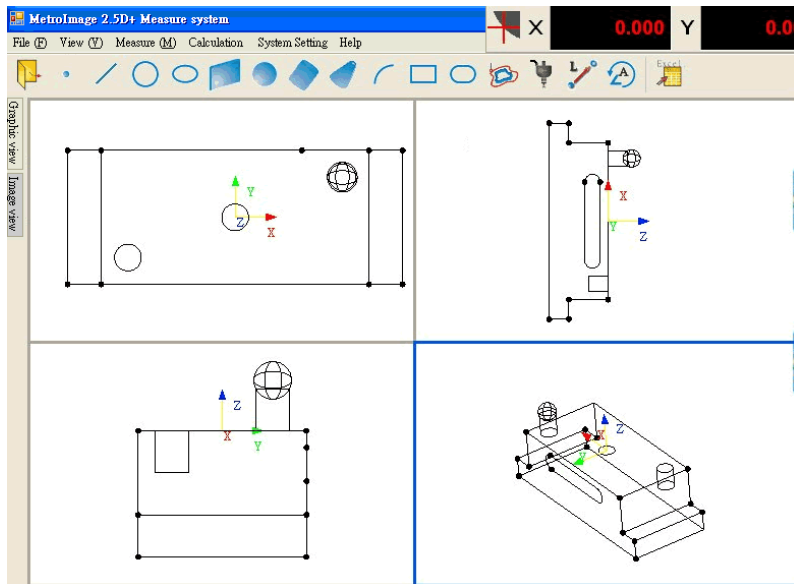 MetroImage 2.5D+ Measure system
X 0.000 Y 0.0
File (F) View (V) Measure (M) Calculation System Setting Help
L A Excel
Graphic view
Image view
Y
Z
X
X
Y
Z
Z
X
Y
Z
X
Y